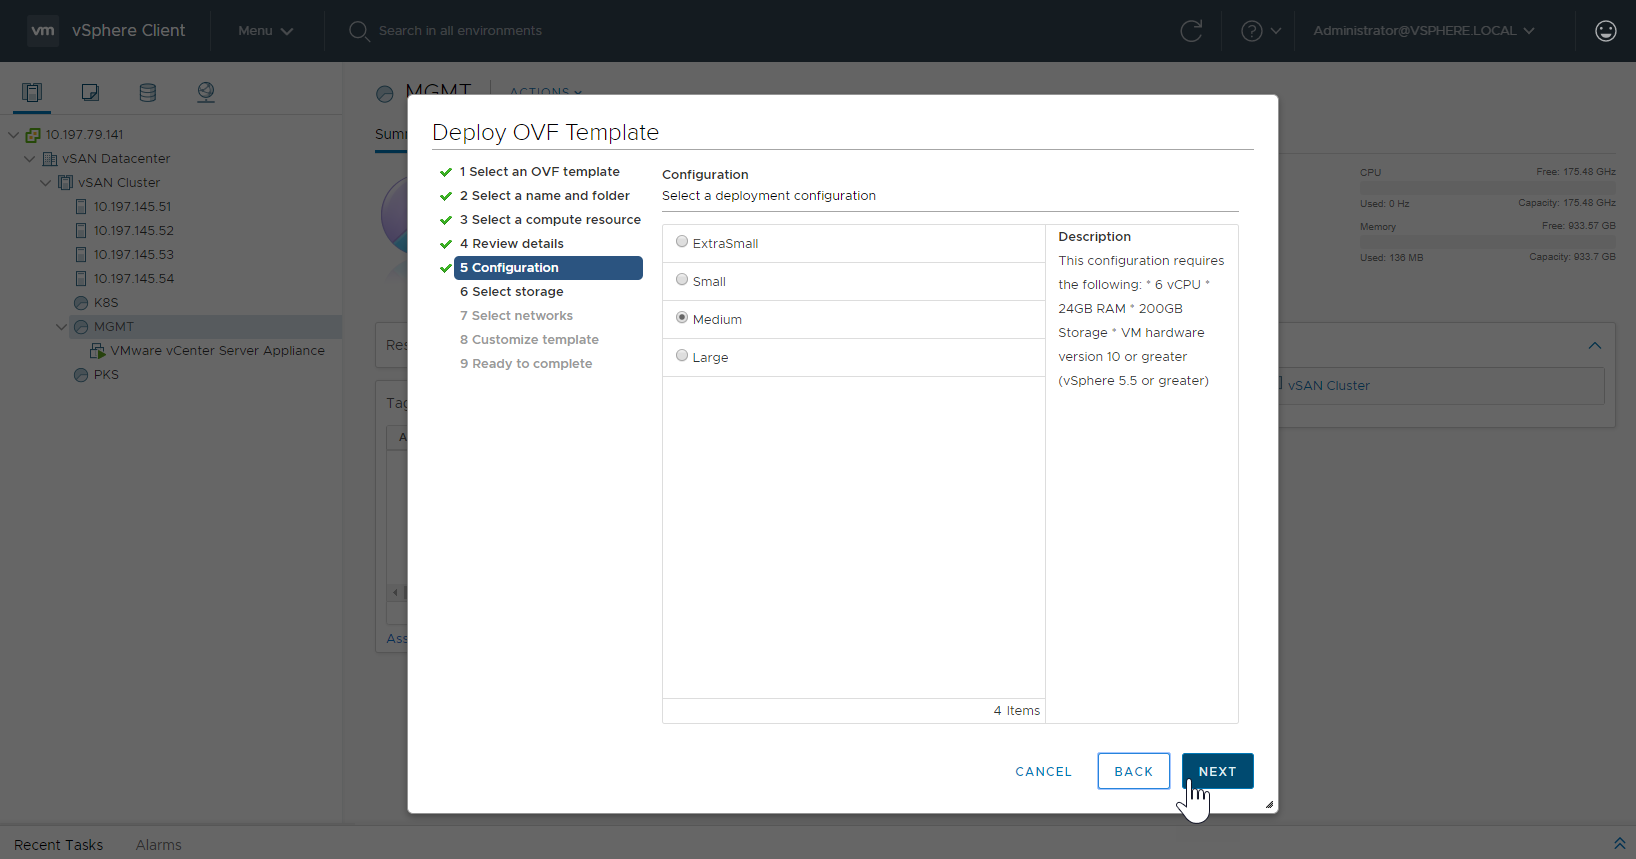 vm vSphere Client Menu Search in all environments Administrator@VSPHERE.LOCAL
MGMT ACTIONS
10.197.79.141
vSAN Datacenter
vSAN Cluster
10.197.145.51
10.197.145.52
10.197.145.53
10.197.145.54
K8S
MGMT
VMware vCenter Server Appliance
PKS
Deploy OVF Template
1 Select an OVF template
2 Select a name and folder
3 Select a compute resource
4 Review details
5 Configuration
6 Select storage
7 Select networks
8 Customize template
9 Ready to complete
Configuration
Select a deployment configuration
ExtraSmall
Small
Medium
Large
4 Items
Description
This configuration requires
the following: * 6 vCPU *
24GB RAM * 200GB
Storage * VM hardware
version 10 or greater
(vSphere 5.5 or greater)
CANCEL BACK NEXT
CPU Free: 175.48 GHz
Used: 0 Hz Capacity: 175.48 GHz
Memory Free: 933.57 GB
Used: 136 MB Capacity: 933.7 GB
vSAN Cluster
Recent Tasks Alarms